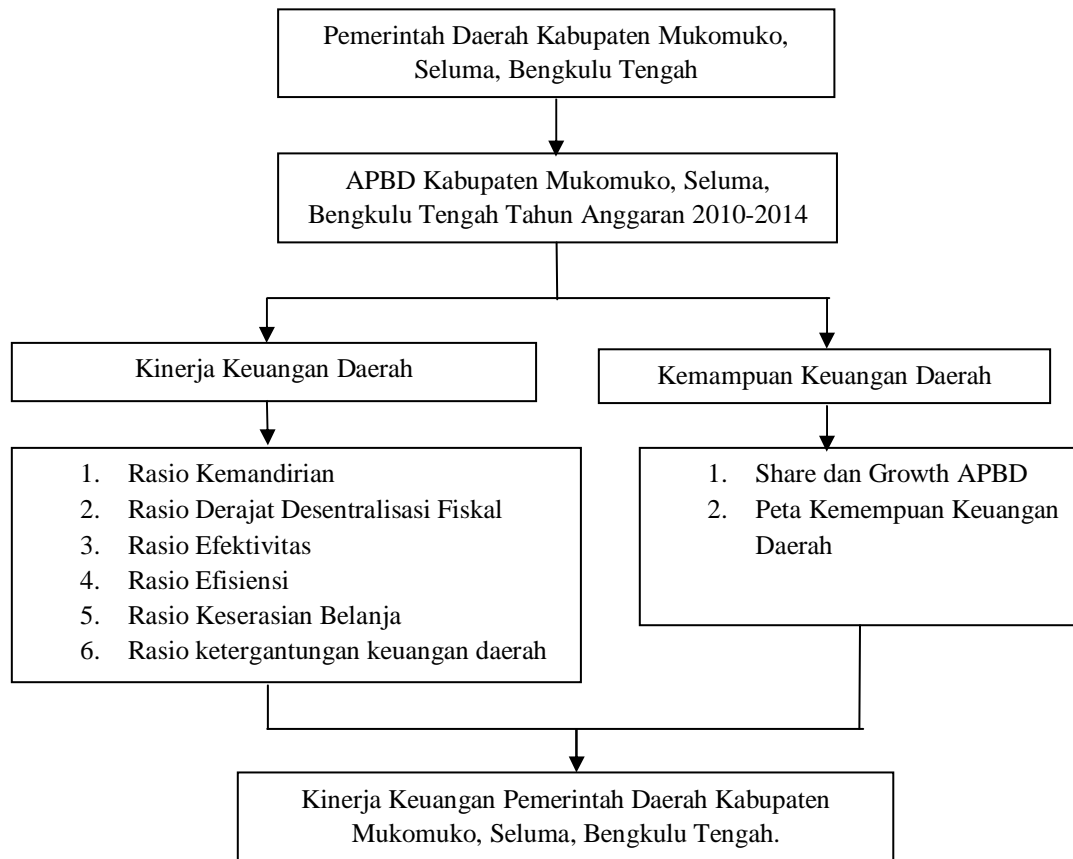 Pemerintah Daerah Kabupaten Mukomuko,
Seluma, Bengkulu Tengah
APBD Kabupaten Mukomuko, Seluma,
Bengkulu Tengah Tahun Anggaran 2010-2014
Kinerja Keuangan Daerah
Kemampuan Keuangan Daerah
1. Rasio Kemandirian
2. Rasio Derajat Desentralisasi Fiskal
3. Rasio Efektivitas
4. Rasio Efisiensi
5. Rasio Keserasian Belanja
6. Rasio ketergantungan keuangan daerah
1. Share dan Growth APBD
2. Peta Kemempuan Keuangan
Daerah
Kinerja Keuangan Pemerintah Daerah Kabupaten
Mukomuko, Seluma, Bengkulu Tengah.